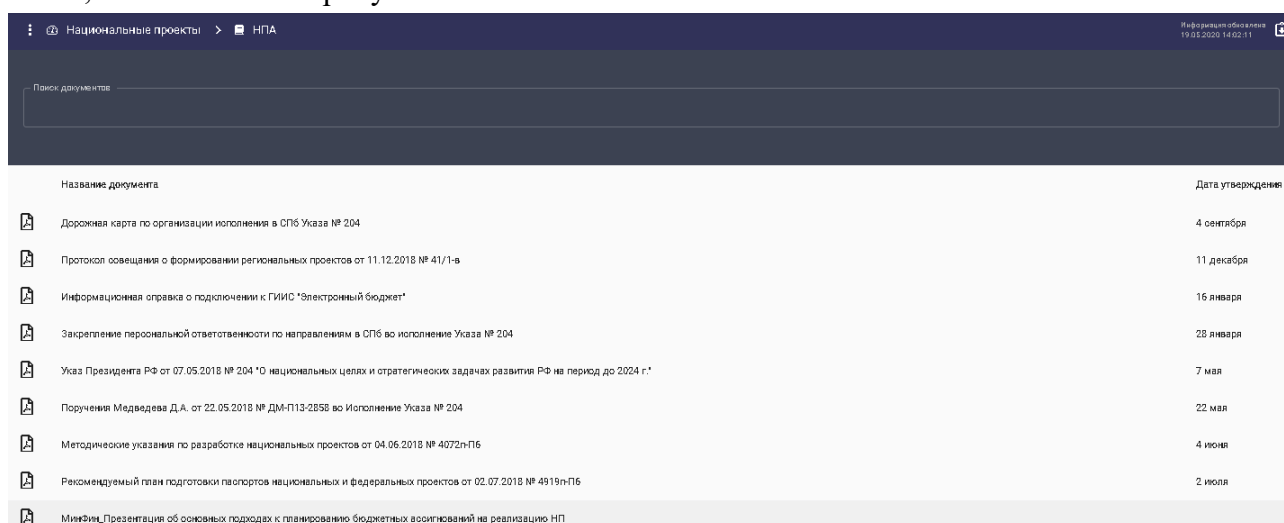 Национальные проекты > НПА
Информация обновлена
19.05.2020 14:02:11
Поиск документов
Название документа Дата утверждения
Дорожная карта по организации исполнения в СПб Указа № 204 4 сентября
Протокол совещания о формировании региональных проектов от 11.12.2018 № 41/1-в 11 декабря
Информационная справка о подключении к ГИИС "Электронный бюджет" 16 января
Закрепление персональной ответственности по направлениям в СПб во исполнение Указа № 204 28 января
Указ Президента РФ от 07.05.2018 № 204 "О национальных целях и стратегических задачах развития РФ на период до 2024 г." 7 мая
Поручения Медведева Д.А. от 22.05.2018 № ДМ-П13-2858 во Исполнение Указа № 204 22 мая
Методические указания по разработке национальных проектов от 04.06.2018 № 4072п-П6 4 июня
Рекомендуемый план подготовки паспортов национальных и федеральных проектов от 02.07.2018 № 4919п-П6 2 июля
МинФин_Презентация об основных подходах к планированию бюджетных ассигнований на реализацию НП